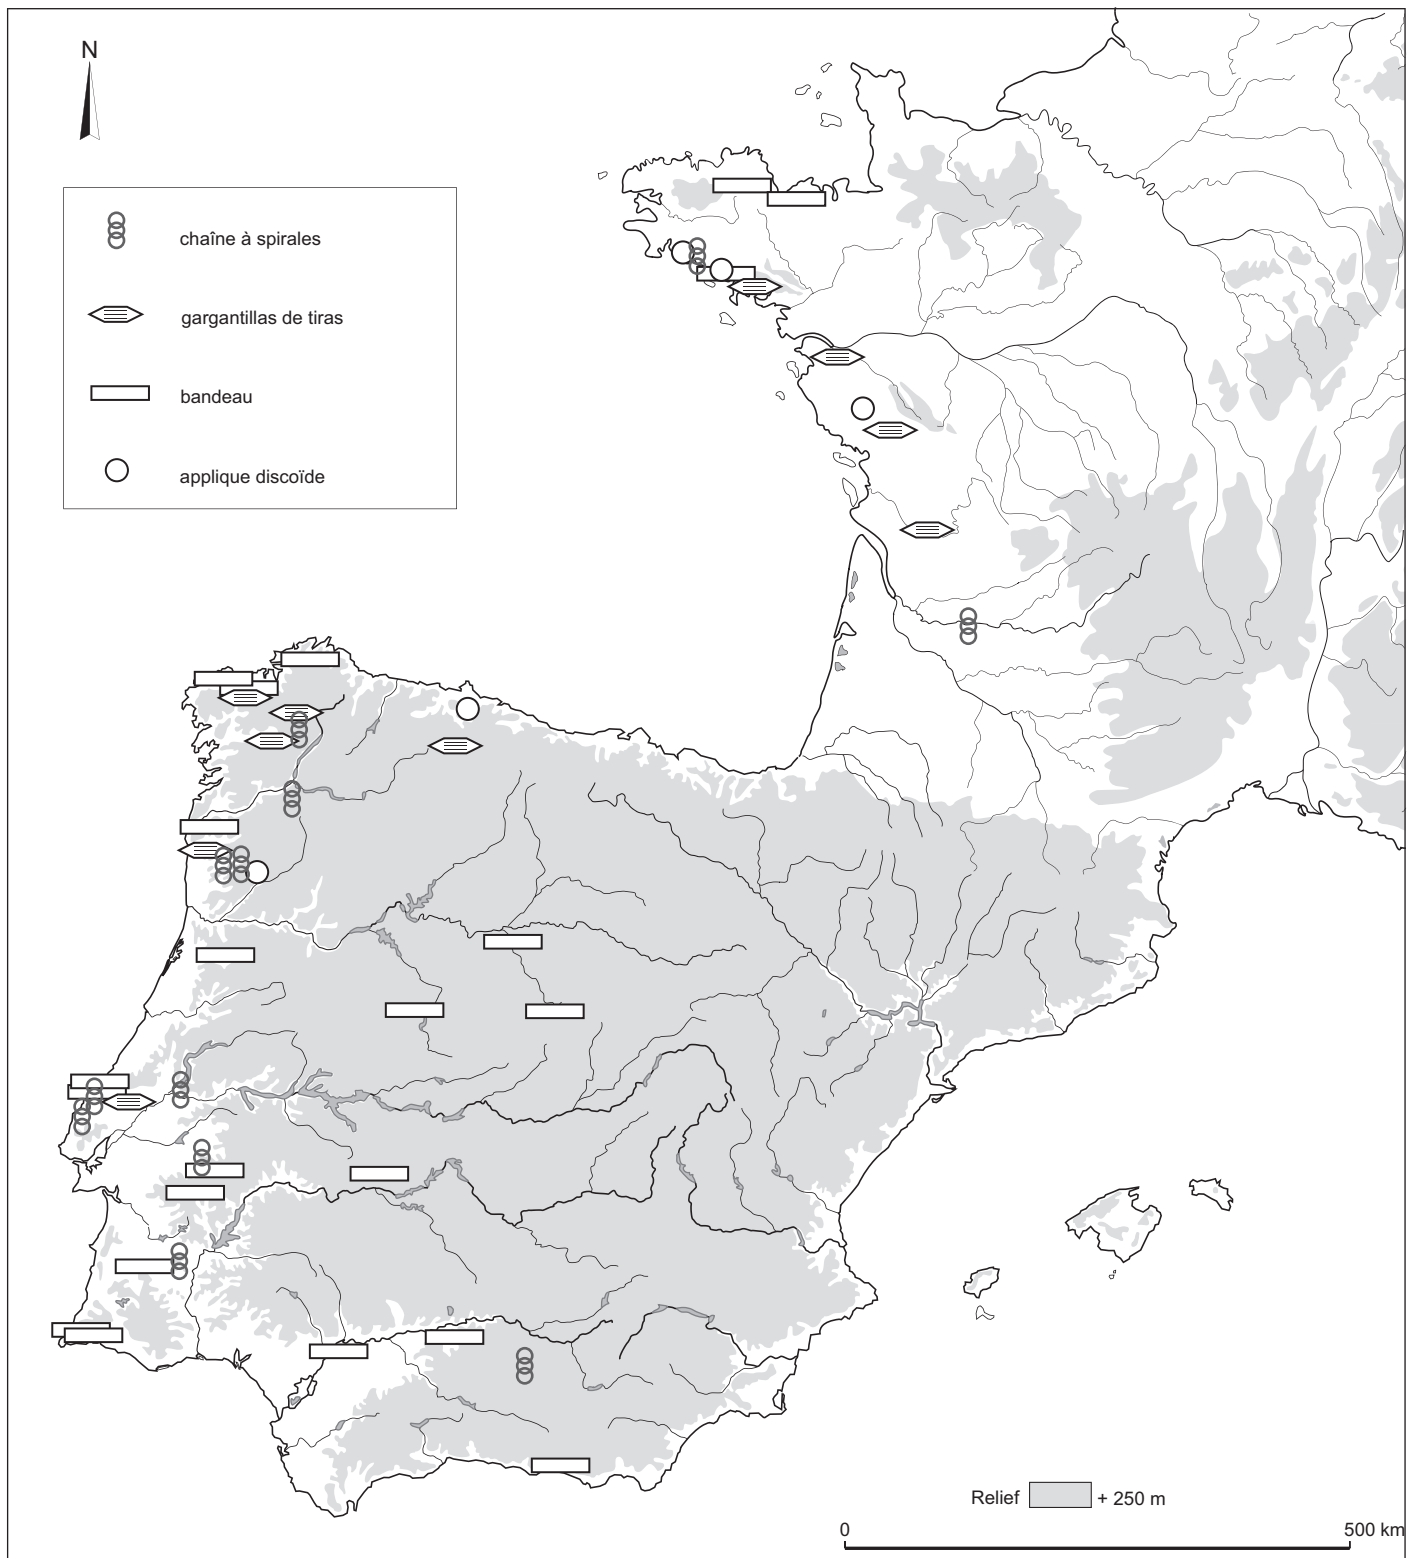 N
chaîne à spirales
gargantillas de tiras
bandeau
applique discoïde
Relief + 250 m
0 500 km